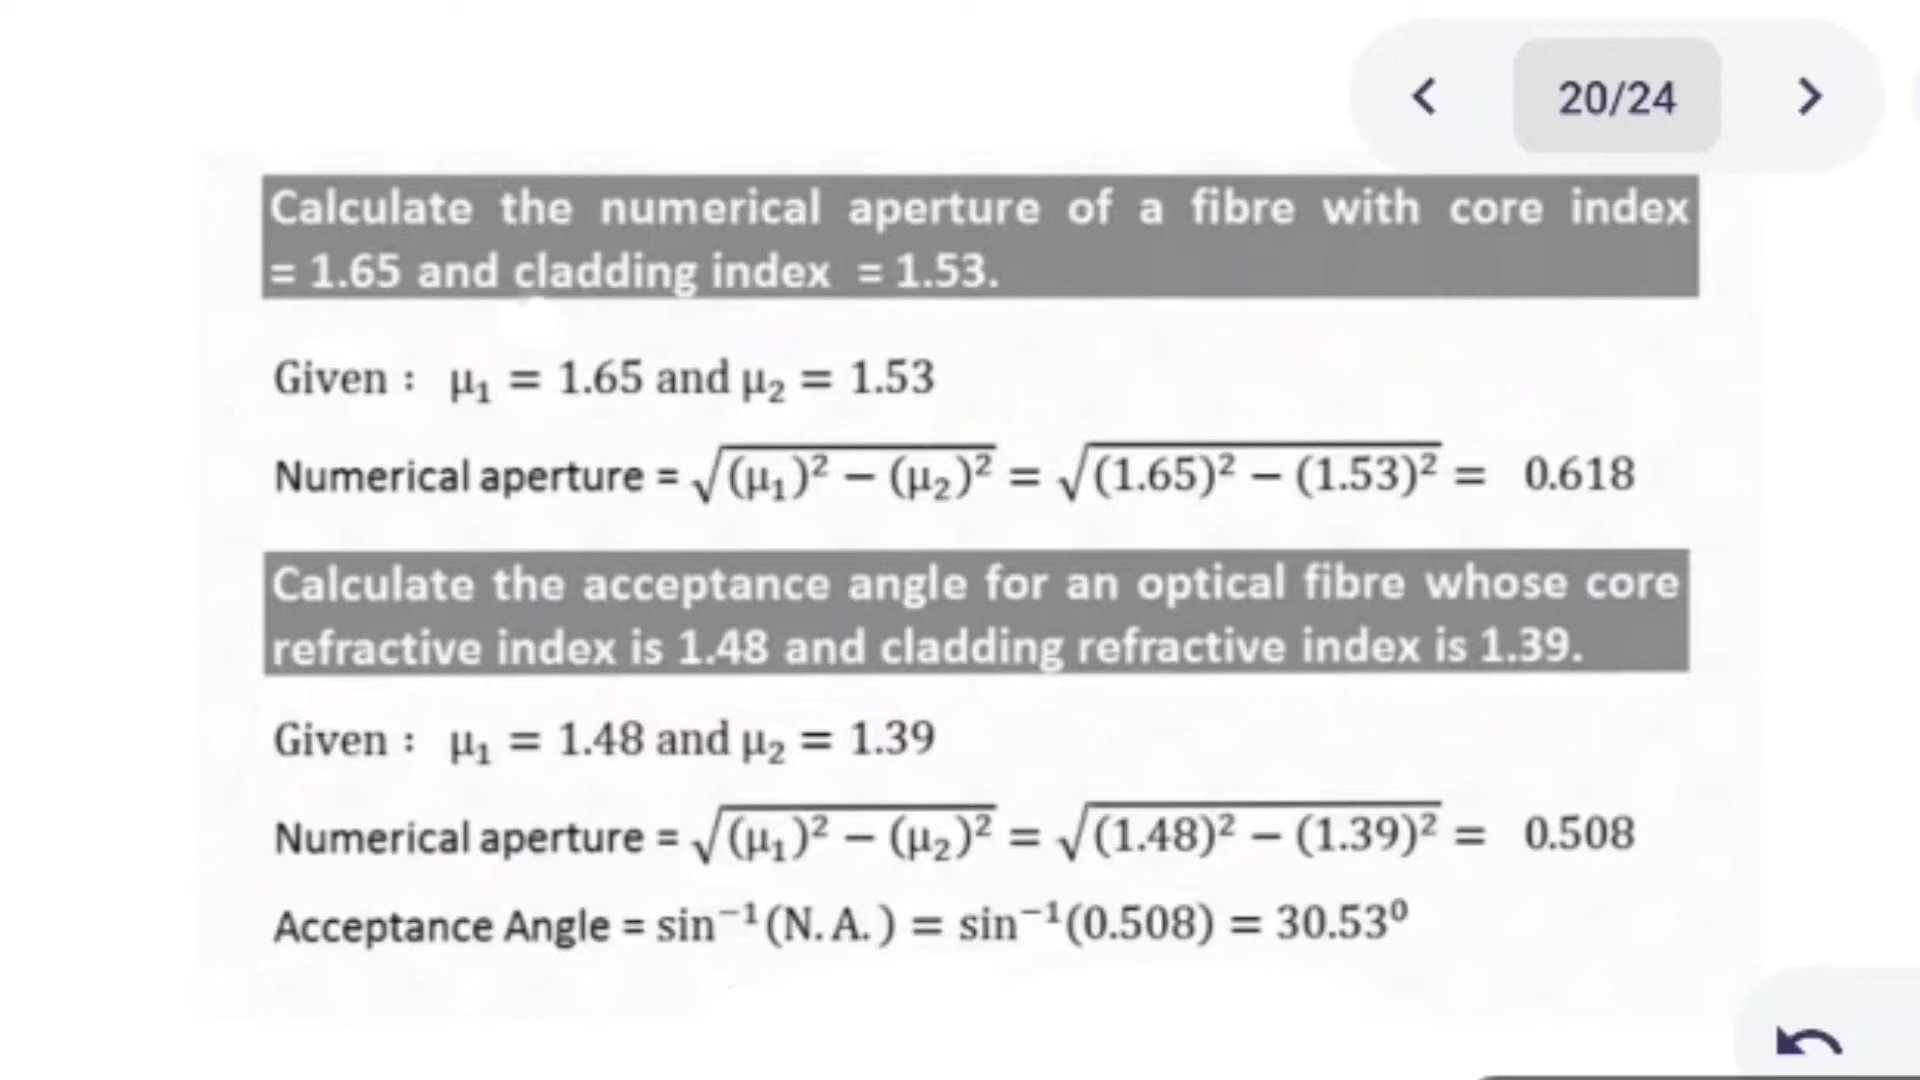 20/24
Calculate the numerical aperture of a fibre with core index
= 1.65 and cladding index = 1.53.
Given : μ₁ = 1.65 and μ₂ = 1.53
Numerical aperture = √(μ₁)² − (μ₂)² = √(1.65)² − (1.53)² = 0.618
Calculate the acceptance angle for an optical fibre whose core
refractive index is 1.48 and cladding refractive index is 1.39.
Given : μ₁ = 1.48 and μ₂ = 1.39
Numerical aperture = √(μ₁)² − (μ₂)² = √(1.48)² − (1.39)² = 0.508
Acceptance Angle = sin⁻¹(N.A.) = sin⁻¹(0.508) = 30.53⁰